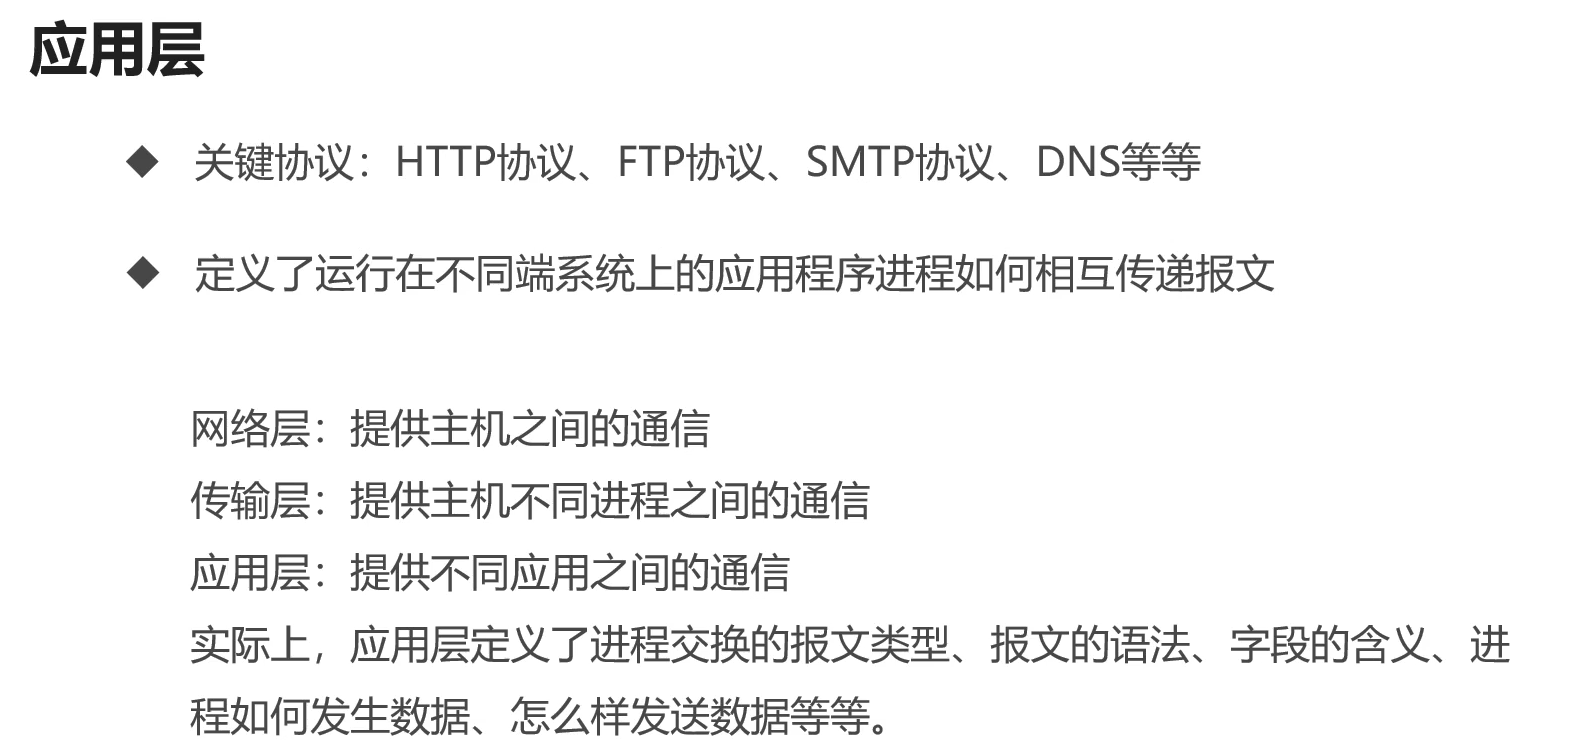 应用层
◆ 关键协议：HTTP协议、FTP协议、SMTP协议、DNS等等
◆ 定义了运行在不同端系统上的应用程序进程如何相互传递报文
网络层：提供主机之间的通信
传输层：提供主机不同进程之间的通信
应用层：提供不同应用之间的通信
实际上，应用层定义了进程交换的报文类型、报文的语法、字段的含义、进
程如何发生数据、怎么样发送数据等等。